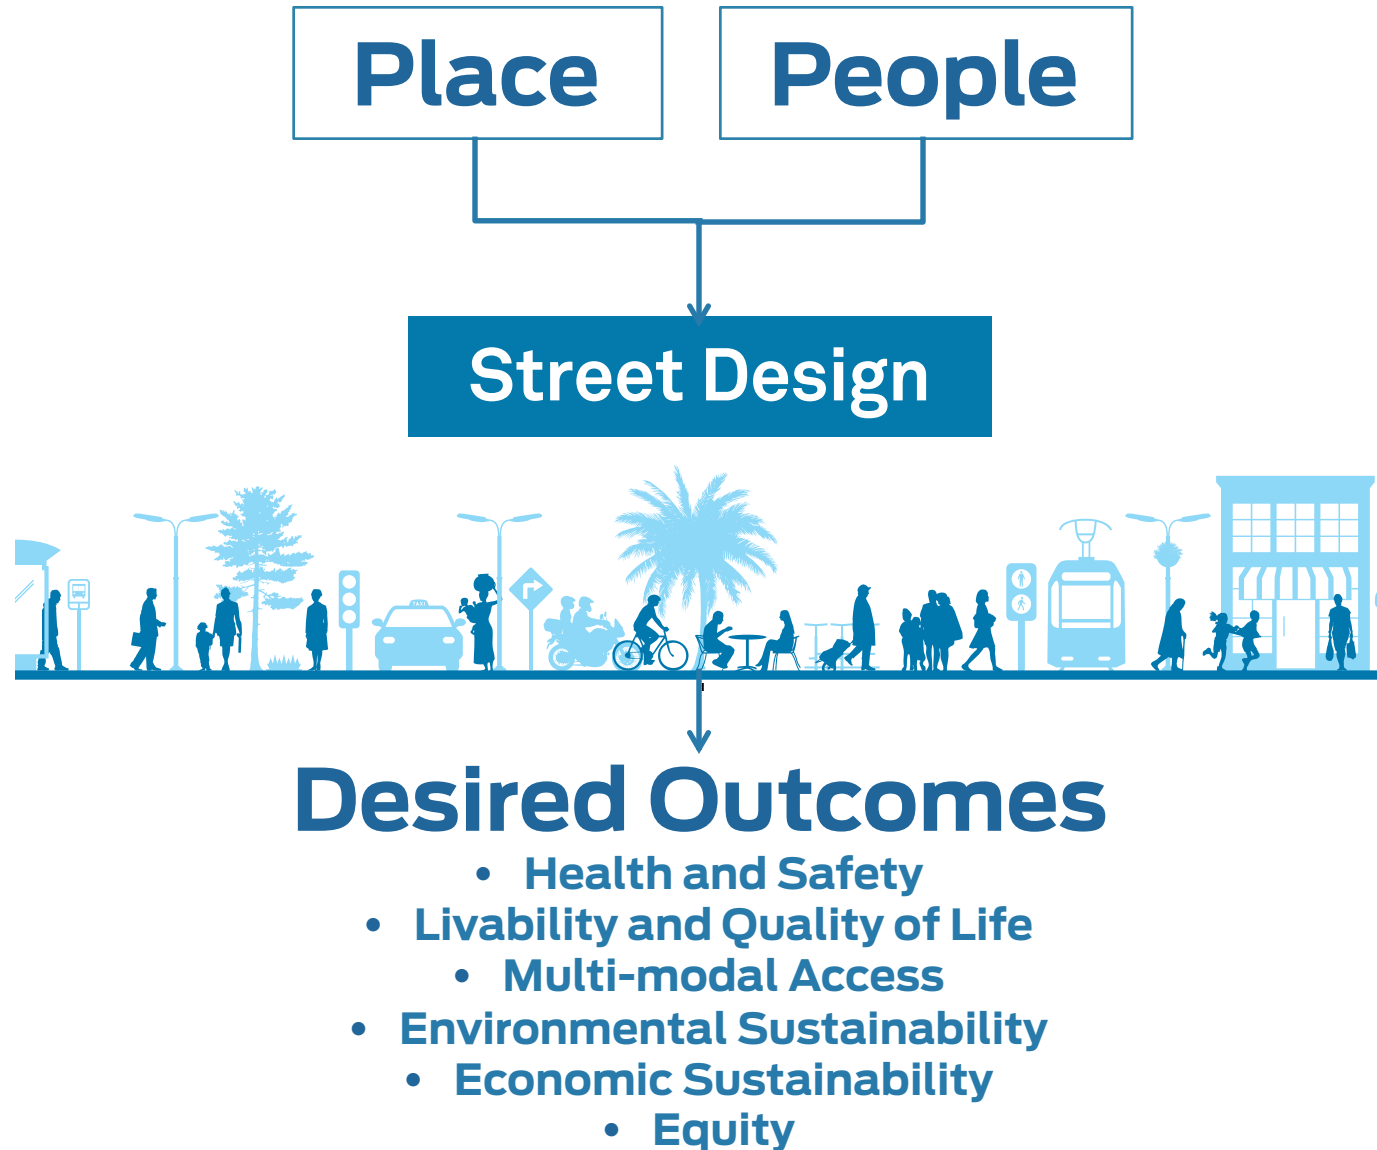 Place
People
Street Design
Desired Outcomes
• Health and Safety
• Livability and Quality of Life
• Multi-modal Access
• Environmental Sustainability
• Economic Sustainability
• Equity